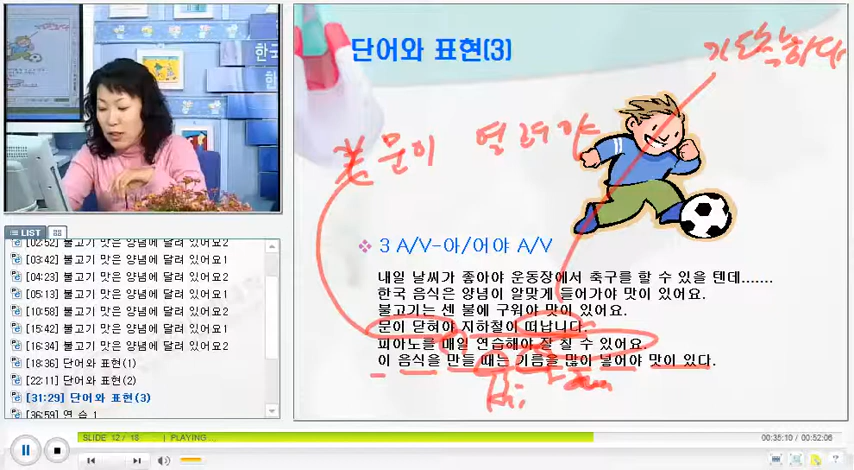 단어와 표현(3)
기도착하다
문이 열려야
3 A/V-아/어야 A/V
내일 날씨가 좋아야 운동장에서 축구를 할 수 있을 텐데.......
한국 음식은 양념이 알맞게 들어가야 맛이 있어요.
불고기는 센 불에 구워야 맛이 있어요.
문이 닫혀야 지하철이 떠납니다.
피아노를 매일 연습해야 잘 칠 수 있어요.
이 음식을 만들 때는 기름을 많이 넣어야 맛이 있다.
LIST
[02:52] 불고기 맛은 양념에 달려 있어요2
[03:42] 불고기 맛은 양념에 달려 있어요1
[04:23] 불고기 맛은 양념에 달려 있어요2
[05:13] 불고기 맛은 양념에 달려 있어요1
[10:58] 불고기 맛은 양념에 달려 있어요2
[15:42] 불고기 맛은 양념에 달려 있어요1
[16:34] 불고기 맛은 양념에 달려 있어요2
[18:36] 단어와 표현(1)
[22:11] 단어와 표현(2)
[31:29] 단어와 표현(3)
[36:59] 연 습 1
SLIDE 12 / 18 | PLAYING...
00:35:10 / 00:52:06